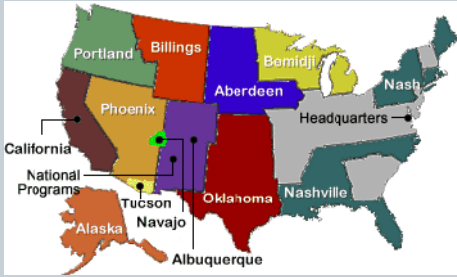 Portland
Billings
Bemidji
Aberdeen
Nash
Phoenix
Headquarters
California
National
Programs
Tucson
Navajo
Oklahoma
Nashville
Alaska
Albuquerque